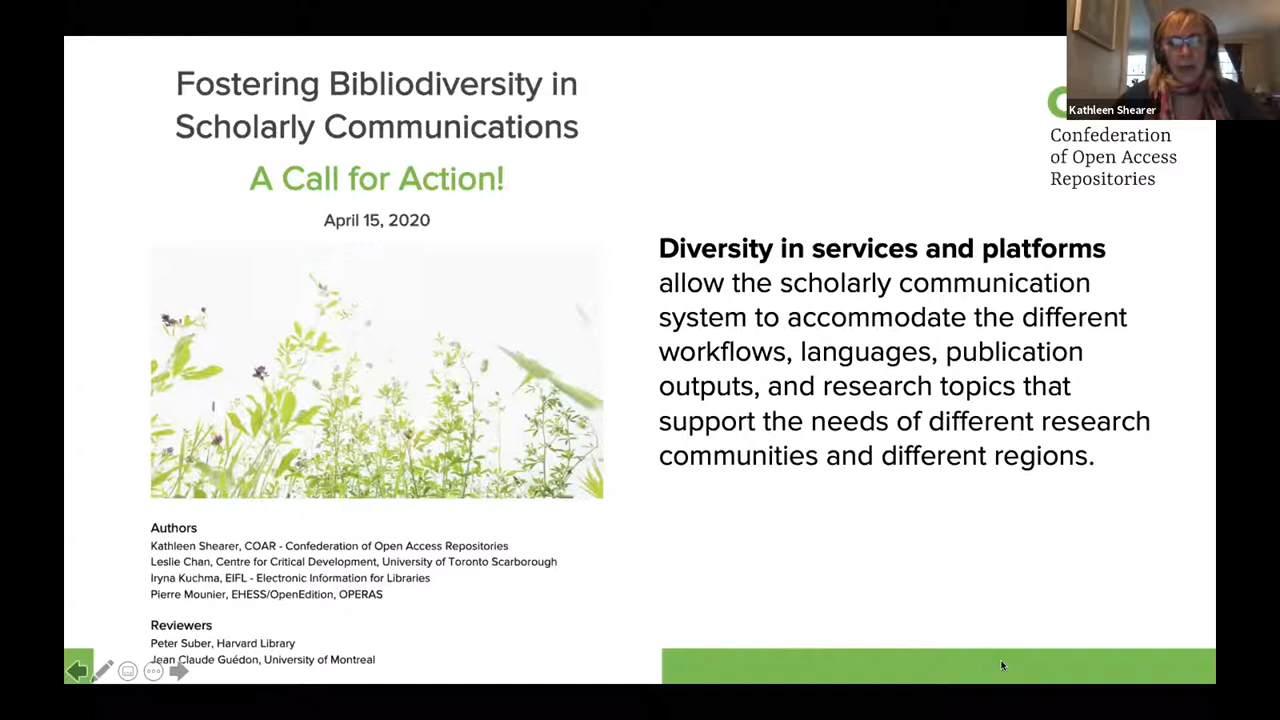 Fostering Bibliodiversity in
Scholarly Communications
A Call for Action!
April 15, 2020
Authors
Kathleen Shearer, COAR - Confederation of Open Access Repositories
Leslie Chan, Centre for Critical Development, University of Toronto Scarborough
Iryna Kuchma, EIFL - Electronic Information for Libraries
Pierre Mounier, EHESS/OpenEdition, OPERAS
Reviewers
Peter Suber, Harvard Library
Jean Claude Guédon, University of Montreal
Kathleen Shearer
Confederation
of Open Access
Repositories
Diversity in services and platforms
allow the scholarly communication
system to accommodate the different
workflows, languages, publication
outputs, and research topics that
support the needs of different research
communities and different regions.